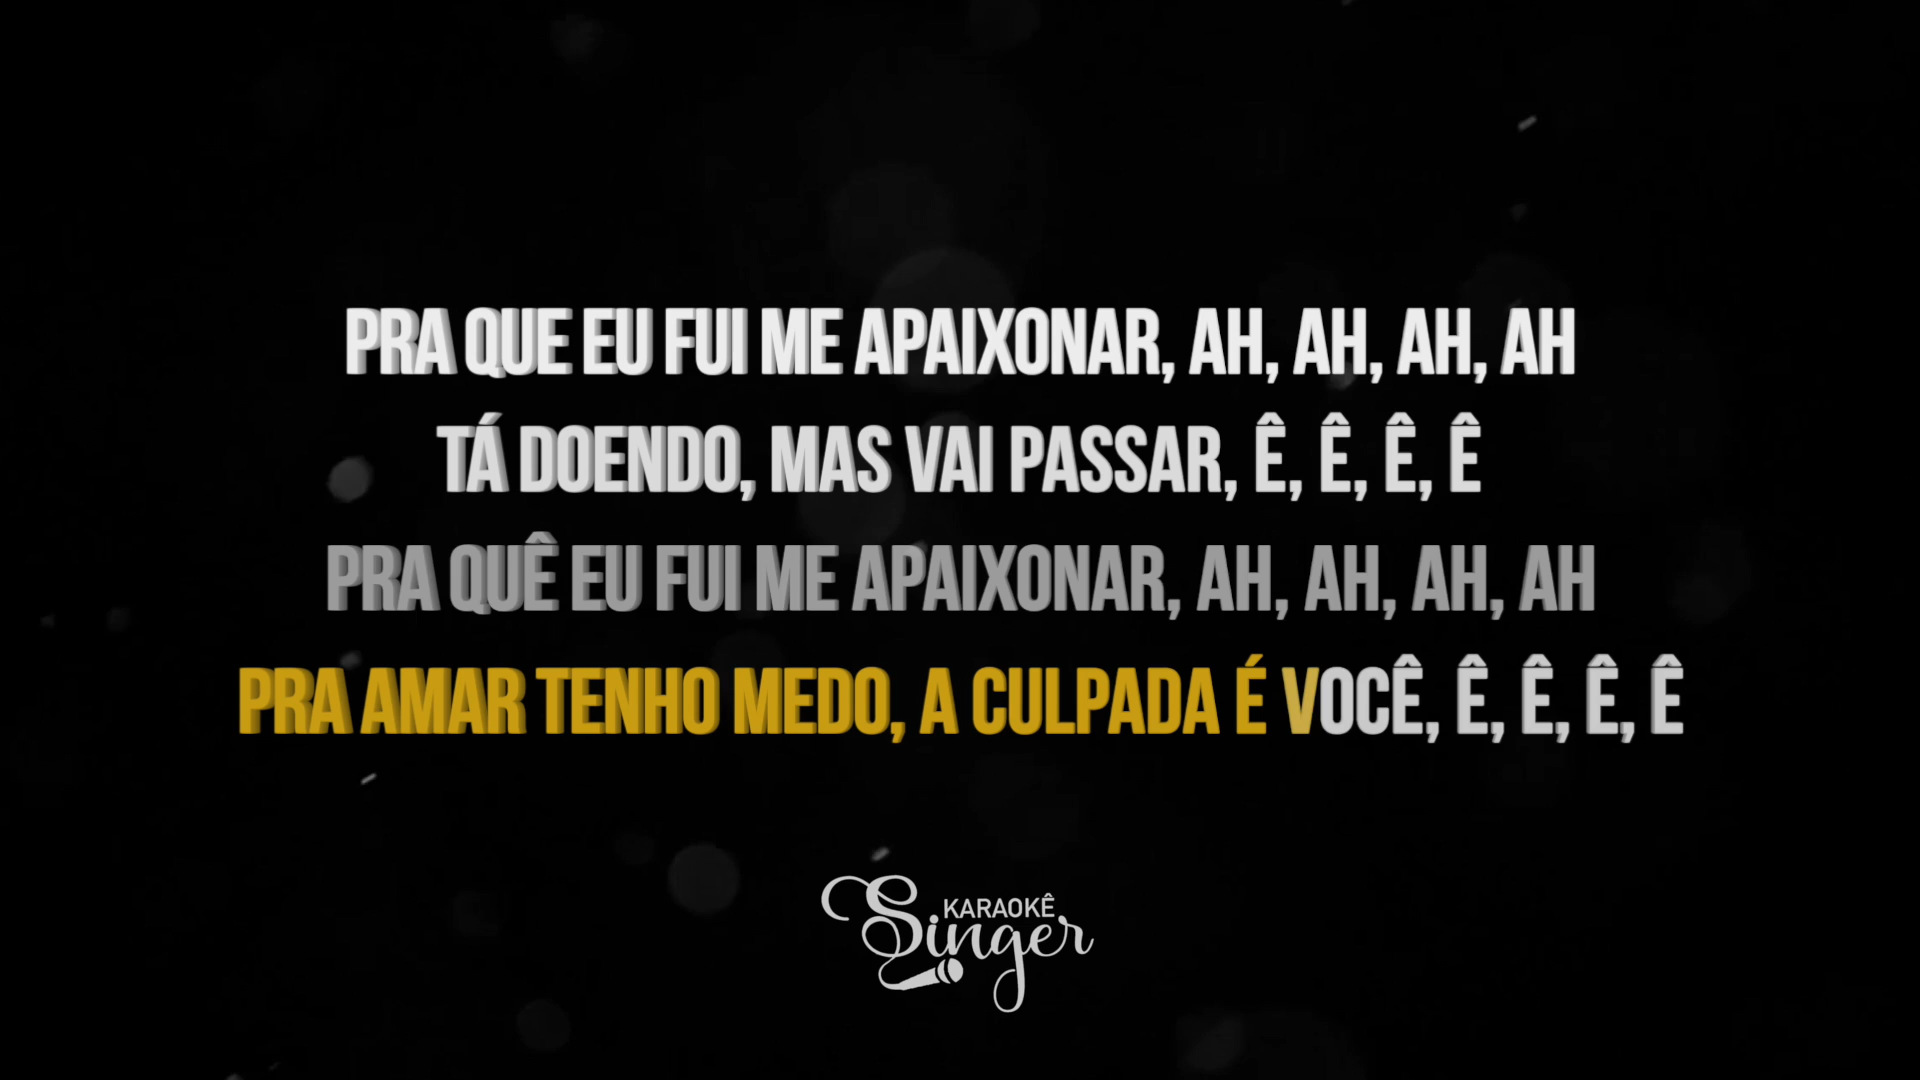 PRA QUE EU FUI ME APAIXONAR, AH, AH, AH, AH
TÁ DOENDO, MAS VAI PASSAR, Ê, Ê, Ê, Ê
PRA QUÊ EU FUI ME APAIXONAR, AH, AH, AH, AH
PRA AMAR TENHO MEDO, A CULPADA É VOCÊ, Ê, Ê, Ê, Ê
KARAOKÊ
Singer